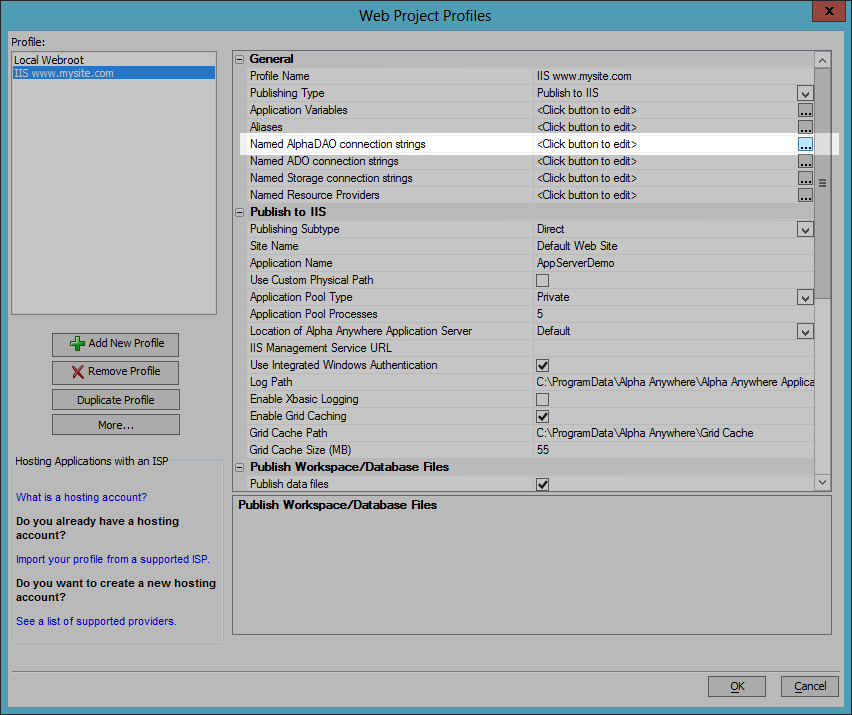 Web Project Profiles
x
Profile:
Local Webroot
IIS www.mysite.com
Add New Profile
Remove Profile
Duplicate Profile
More...
Hosting Applications with an ISP
What is a hosting account?
Do you already have a hosting
account?
Import your profile from a supported ISP.
Do you want to create a new hosting
account?
See a list of supported providers.
General
Profile Name IIS www.mysite.com
Publishing Type Publish to IIS
Application Variables <Click button to edit> ...
Aliases <Click button to edit> ...
Named AlphaDAO connection strings <Click button to edit> ...
Named ADO connection strings <Click button to edit> ...
Named Storage connection strings <Click button to edit> ...
Named Resource Providers <Click button to edit> ...
Publish to IIS
Publishing Subtype Direct
Site Name Default Web Site
Application Name AppServerDemo
Use Custom Physical Path
Application Pool Type Private
Application Pool Processes 5
Location of Alpha Anywhere Application Server Default
IIS Management Service URL
Use Integrated Windows Authentication
Log Path C:\ProgramData\Alpha Anywhere\Alpha Anywhere Applica
Enable Xbasic Logging
Enable Grid Caching
Grid Cache Path C:\ProgramData\Alpha Anywhere\Grid Cache
Grid Cache Size (MB) 55
Publish Workspace/Database Files
Publish data files
Publish Workspace/Database Files
OK Cancel